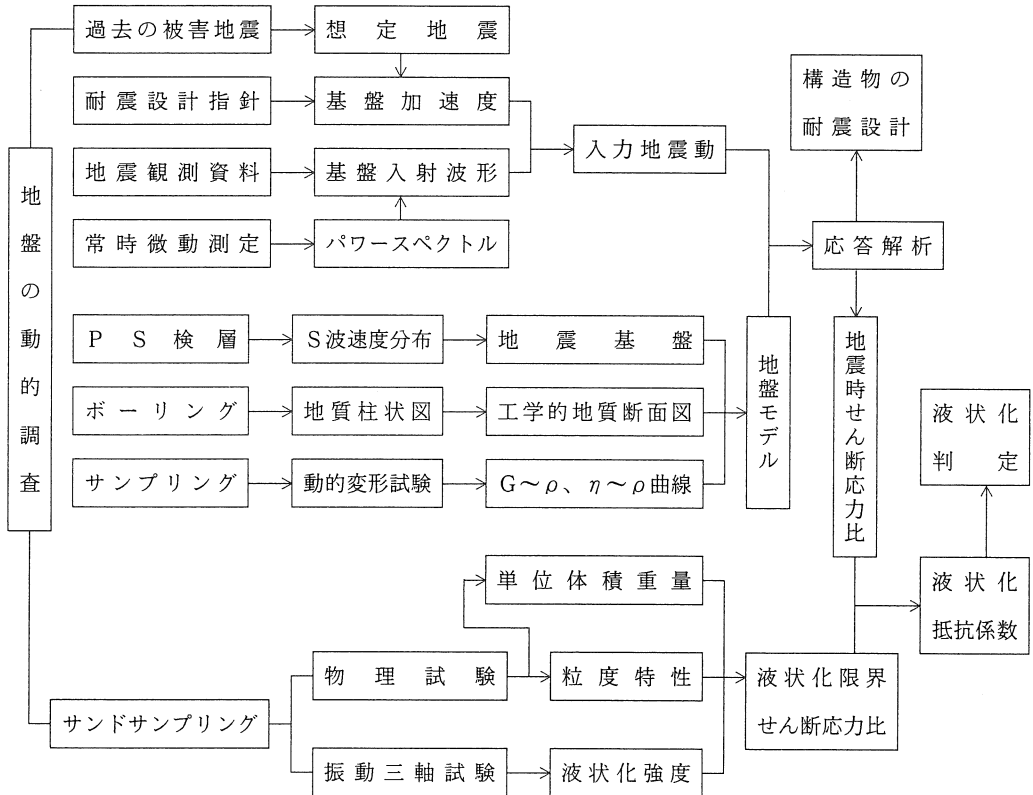 地盤の動的調査
過去の被害地震
想定地震
耐震設計指針
基盤加速度
地震観測資料
基盤入射波形
常時微動測定
パワースペクトル
入力地震動
構造物の
耐震設計
応答解析
PS検層
S波速度分布
地震基盤
ボーリング
地質柱状図
工学的地質断面図
サンプリング
動的変形試験
G～ρ、η～ρ曲線
地盤モデル
地震時せん断応力比
液状化
判定
液状化
抵抗係数
単位体積重量
物理試験
粒度特性
液状化限界
せん断応力比
サンドサンプリング
振動三軸試験
液状化強度